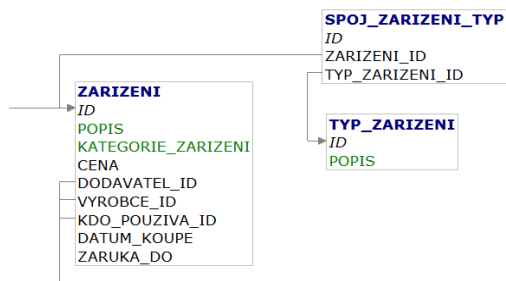 SPOJ_ZARIZENI_TYP
ID
ZARIZENI_ID
TYP_ZARIZENI_ID
ZARIZENI
ID
POPIS
KATEGORIE_ZARIZENI
CENA
DODAVATEL_ID
VYROBCE_ID
KDO_POUZIVA_ID
DATUM_KOUPE
ZARUKA_DO
TYP_ZARIZENI
ID
POPIS